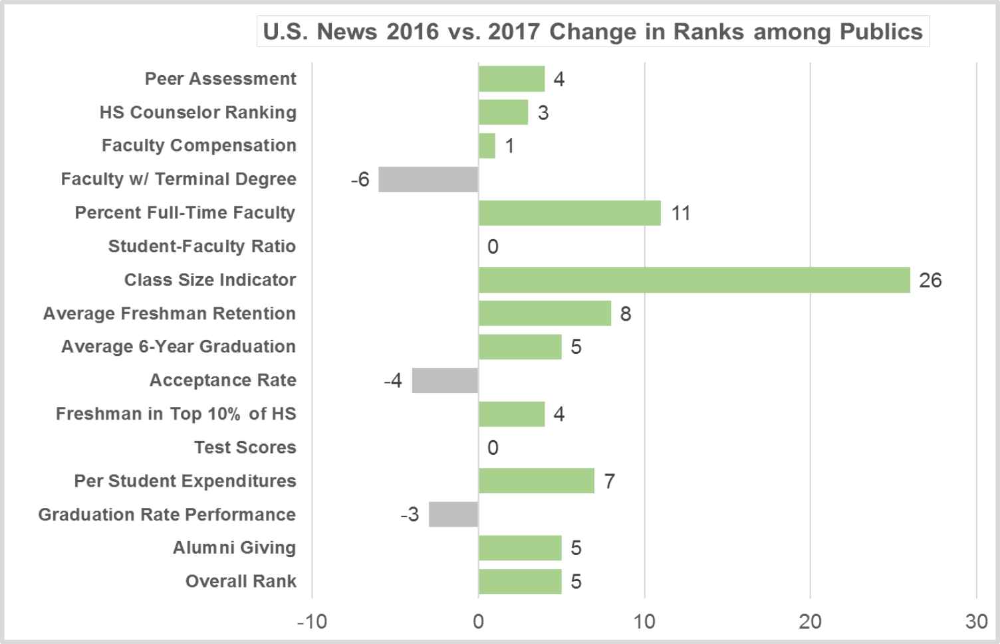 U.S. News 2016 vs. 2017 Change in Ranks among Publics
Peer Assessment 4
HS Counselor Ranking 3
Faculty Compensation 1
Faculty w/ Terminal Degree -6
Percent Full-Time Faculty 11
Student-Faculty Ratio 0
Class Size Indicator 26
Average Freshman Retention 8
Average 6-Year Graduation 5
Acceptance Rate -4
Freshman in Top 10% of HS 4
Test Scores 0
Per Student Expenditures 7
Graduation Rate Performance -3
Alumni Giving 5
Overall Rank 5
-10 0 10 20 30